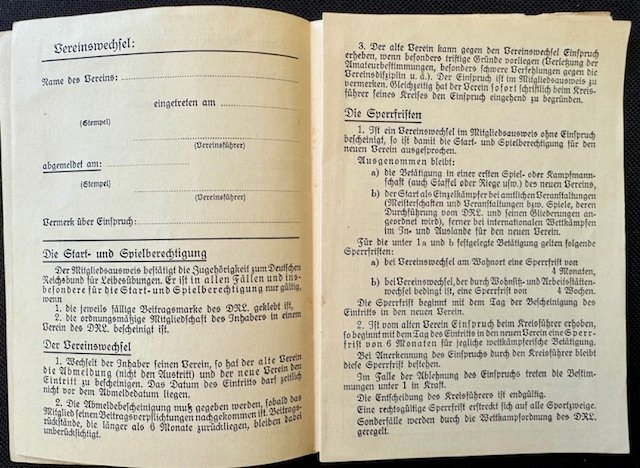 Vereinswechsel:
Name des Vereins:
eingetreten am
(Stempel)
(Vereinsführer)
abgemeldet am:
(Stempel)
(Vereinsführer)
Vermerk über Einspruch:
Die Start- und Spielberechtigung
Der Mitgliedsausweis bestätigt die Zugehörigkeit zum Deutschen
Reichsbund für Leibesübungen. Er ist in allen Fällen und ins-
besondere für die Start- und Spielberechtigung nur gültig,
wenn
1. die jeweils fällige Beitragsmarke des DRL. geklebt ist,
2. die ordnungsmäßige Mitgliedschaft des Inhabers in einem
Verein des DRL. bescheinigt ist.
Der Vereinswechsel
1. Wechselt der Inhaber seinen Verein, so hat der alte Verein
die Abmeldung (nicht den Austritt) und der neue Verein den
Eintritt zu bescheinigen. Das Datum des Eintritts darf zeitlich
nicht vor dem Abmeldedatum liegen.
2. Die Abmeldebescheinigung muß gegeben werden, sobald das
Mitglied seinen Beitragsverpflichtungen nachgekommen ist. Beitrags-
rückstände, die länger als 6 Monate zurückliegen, bleiben dabei
unberücksichtigt.
3. Der alte Verein kann gegen den Vereinswechsel Einspruch
erheben, wenn besonders triftige Gründe vorliegen (Verletzung der
Amateurbestimmungen, besonders schwere Verfehlungen gegen die
Vereinsdisziplin u. ä.). Der Einspruch ist im Mitgliedsausweis zu
vermerken. Gleichzeitig hat der Verein sofort schriftlich beim Kreis-
führer seines Kreises den Einspruch eingehend zu begründen.
Die Sperrfristen
1. Ist ein Vereinswechsel im Mitgliedsausweis ohne Einspruch
bescheinigt, so ist damit die Start- und Spielberechtigung für den
neuen Verein ausgesprochen.
Ausgenommen bleibt:
a) die Betätigung in einer ersten Spiel- oder Kampfmann-
schaft (auch Staffel oder Riege usw.) des neuen Vereins,
b) der Start als Einzelkämpfer bei amtlichen Veranstaltungen
(Meisterschaften und Veranstaltungen bzw. Spiele, deren
Durchführung vom DRL. und seinen Gliederungen an-
geordnet wird), ferner bei internationalen Wettkämpfen
im In- und Auslande für den neuen Verein.
Für die unter 1a und b festgelegte Betätigung gelten folgende
Sperrfristen:
a) bei Vereinswechsel am Wohnort eine Sperrfrist von
4 Monaten,
b) bei Vereinswechsel, der durch Wohnsitz- und Arbeitsstätten-
wechsel bedingt ist, eine Sperrfrist von 4 Wochen.
Die Sperrfrist beginnt mit dem Tag der Bescheinigung des
Eintritts in den neuen Verein.
2. Ist vom alten Verein Einspruch beim Kreisführer erhoben,
so beginnt mit dem Tag des Eintritts in den neuen Verein eine Sperr-
frist von 6 Monaten für jegliche wettkämpferische Betätigung.
Bei Anerkennung des Einspruchs durch den Kreisführer bleibt
diese Sperrfrist bestehen.
Im Falle der Ablehnung des Einspruchs treten die Bestim-
mungen unter 1 in Kraft.
Die Entscheidung des Kreisführers ist endgültig.
Eine rechtsgültige Sperrfrist erstreckt sich auf alle Sportzweige.
Sonderfälle werden durch die Wettkampfordnung des DRL.
geregelt.